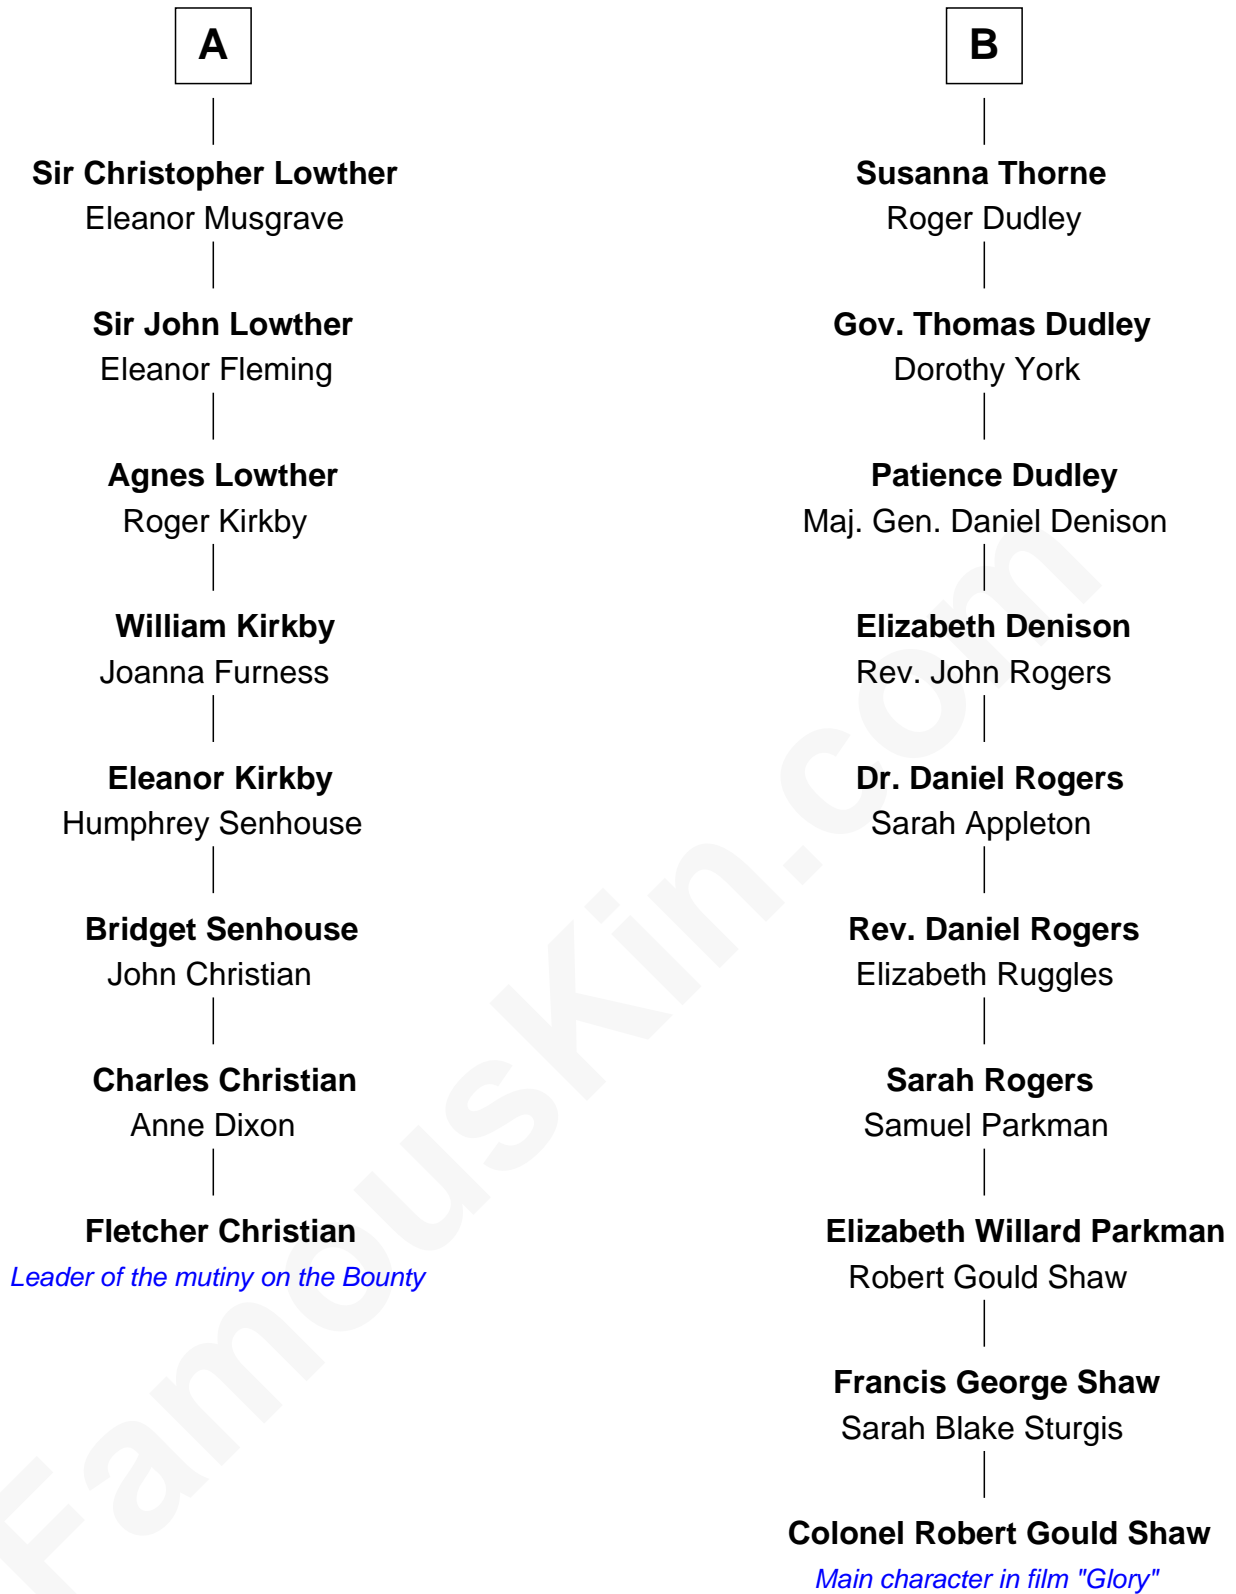 A
Sir Christopher Lowther
Eleanor Musgrave
Sir John Lowther
Eleanor Fleming
Agnes Lowther
Roger Kirkby
William Kirkby
Joanna Furness
Eleanor Kirkby
Humphrey Senhouse
Bridget Senhouse
John Christian
Charles Christian
Anne Dixon
Fletcher Christian
Leader of the mutiny on the Bounty
B
Susanna Thorne
Roger Dudley
Gov. Thomas Dudley
Dorothy York
Patience Dudley
Maj. Gen. Daniel Denison
Elizabeth Denison
Rev. John Rogers
Dr. Daniel Rogers
Sarah Appleton
Rev. Daniel Rogers
Elizabeth Ruggles
Sarah Rogers
Samuel Parkman
Elizabeth Willard Parkman
Robert Gould Shaw
Francis George Shaw
Sarah Blake Sturgis
Colonel Robert Gould Shaw
Main character in film "Glory"
FamousKin.com